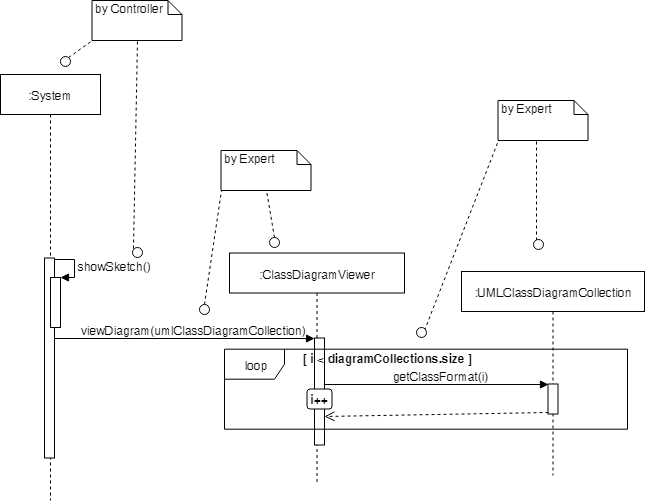 by Controller
:System
by Expert
by Expert
showSketch()
:ClassDiagramViewer
:UMLClassDiagramCollection
viewDiagram(umlClassDiagramCollection)
loop
[ i < diagramCollections.size ]
getClassFormat(i)
i++